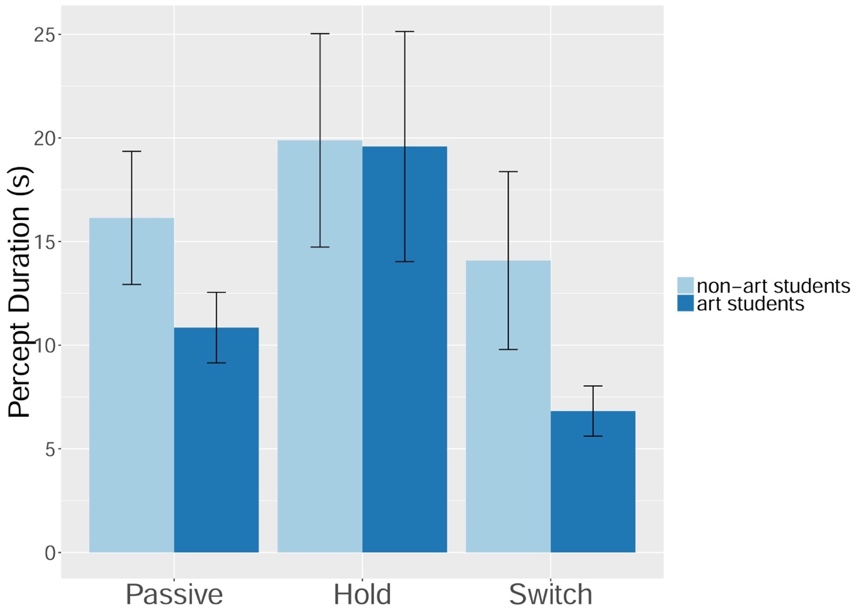 Percept Duration (s)
25
20
15
10
5
0
Passive Hold Switch
non−art students
art students